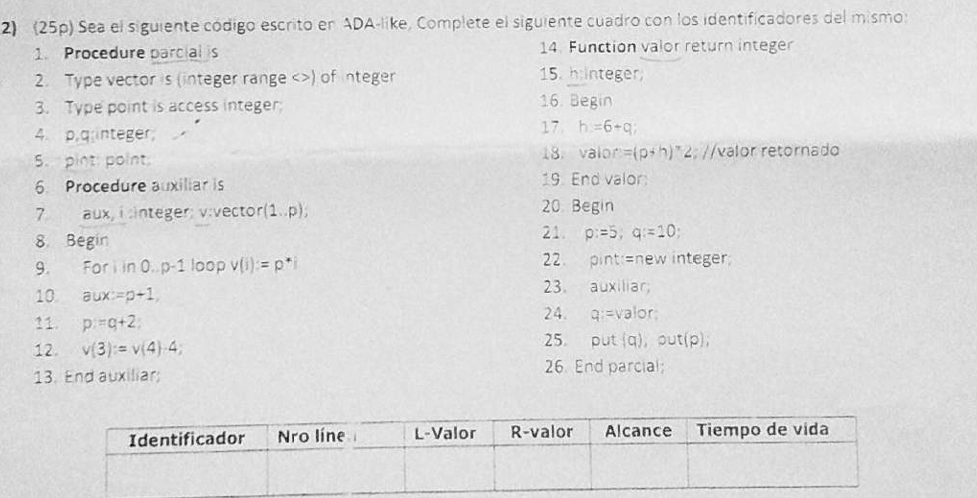 2) (25p) Sea el siguiente código escrito en ADA-like, Complete el siguiente cuadro con los identificadores del mismo:
1. Procedure parcial is
2. Type vector is (integer range <>) of integer
3. Type point is access integer;
4. p,q:integer;
5. pint: point;
6 Procedure auxiliar is
7 aux, i :integer; v:vector(1..p);
8. Begin
9. For i in 0..p-1 loop v(i):= p*i
10. aux:=p+1;
11. p:=q+2;
12. v(3):= v(4)-4;
13. End auxiliar;
14. Function valor return integer
15. h:integer;
16. Begin
17. h:=6+q;
18. valor:=(p+h)*2; //valor retornado
19. End valor;
20. Begin
21. p:=5; q:=10;
22. pint:=new integer;
23. auxiliar;
24. q:=valor;
25. put (q); put(p);
26. End parcial;
Identificador Nro línea L-Valor R-valor Alcance Tiempo de vida